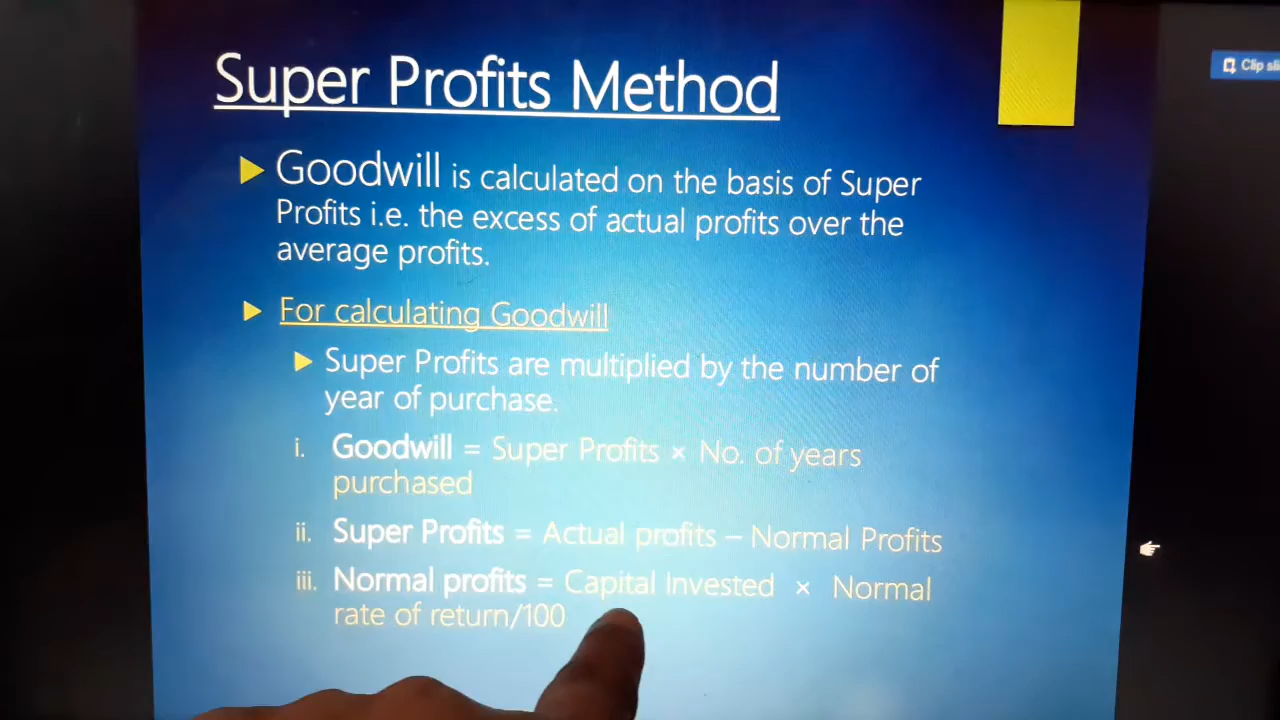 Super Profits Method
Goodwill is calculated on the basis of Super
Profits i.e. the excess of actual profits over the
average profits.
For calculating Goodwill
Super Profits are multiplied by the number of
year of purchase.
i. Goodwill = Super Profits × No. of years
purchased
ii. Super Profits = Actual profits – Normal Profits
iii. Normal profits = Capital Invested × Normal
rate of return/100
Clip